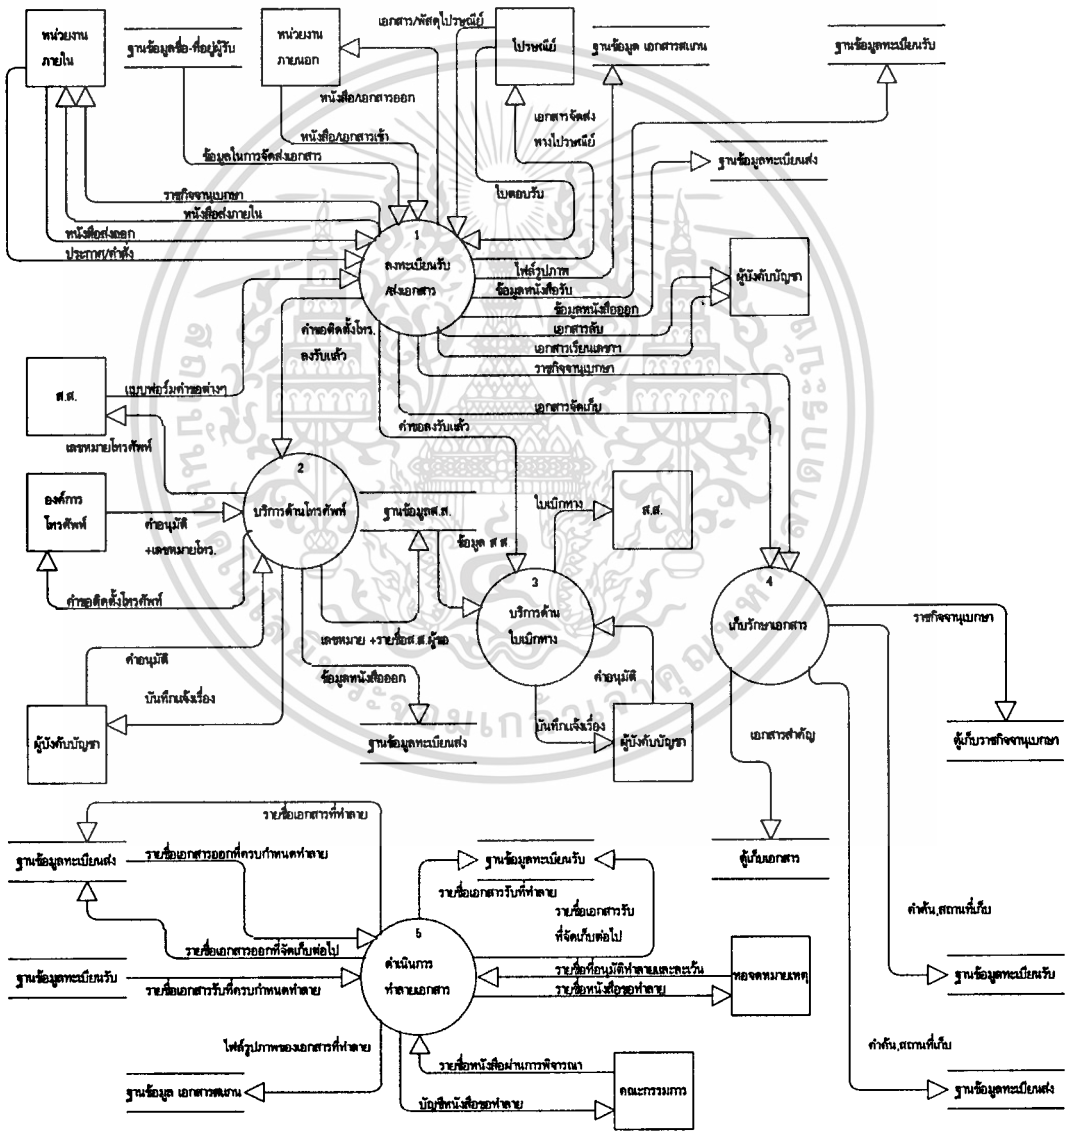 หน่วยงาน
ภายใน
ฐานข้อมูลชื่อ-ที่อยู่ผู้รับ
หน่วยงาน
ภายนอก
เอกสาร/พัสดุไปรษณีย์
ไปรษณีย์
ฐานข้อมูล เอกสารสแกน
ฐานข้อมูลทะเบียนรับ
หนังสือ/เอกสารออก
หนังสือ/เอกสารเข้า
ข้อมูลในการจัดส่งเอกสาร
เอกสารจัดส่ง
ทางไปรษณีย์
ใบตอบรับ
ฐานข้อมูลทะเบียนส่ง
ราชกิจจานุเบกษา
หนังสือส่งภายใน
หนังสือส่งออก
ประกาศ/คำสั่ง
1
ลงทะเบียนรับ
/ส่งเอกสาร
ไฟล์รูปภาพ
ข้อมูลหนังสือรับ
ข้อมูลหนังสือออก
เอกสารลับ
เอกสารเรียนเลขาฯ
ราชกิจจานุเบกษา
ผู้บังคับบัญชา
คำขอติดตั้งโทร.
ลงรับแล้ว
ส.ส.
แบบฟอร์มคำขอต่างๆ
เลขหมายโทรศัพท์
เอกสารจัดเก็บ
คำขอลงรับแล้ว
องค์การ
โทรศัพท์
คำอนุมัติ
+เลขหมายโทร.
คำขอติดตั้งโทรศัพท์
2
บริการด้านโทรศัพท์
ฐานข้อมูลส.ส.
ข้อมูล ส ส
ใบเบิกทาง
ส.ส.
3
บริการด้าน
ใบเบิกทาง
4
เก็บรักษาเอกสาร
ราชกิจจานุเบกษา
เลขหมาย +รายชื่อส.ส.ผู้ขอ
ข้อมูลหนังสือออก
ฐานข้อมูลทะเบียนส่ง
คำอนุมัติ
บันทึกแจ้งเรื่อง
ผู้บังคับบัญชา
คำอนุมัติ
บันทึกแจ้งเรื่อง
ผู้บังคับบัญชา
เอกสารสำคัญ
ตู้เก็บราชกิจจานุเบกษา
ตู้เก็บเอกสาร
รายชื่อเอกสารที่ทำลาย
ฐานข้อมูลทะเบียนส่ง
รายชื่อเอกสารออกที่ครบกำหนดทำลาย
รายชื่อเอกสารออกที่จัดเก็บต่อไป
ฐานข้อมูลทะเบียนรับ
รายชื่อเอกสารรับที่ครบกำหนดทำลาย
ฐานข้อมูลทะเบียนรับ
รายชื่อเอกสารรับที่ทำลาย
รายชื่อเอกสารรับ
ที่จัดเก็บต่อไป
5
ดำเนินการ
ทำลายเอกสาร
รายชื่อที่อนุมัติทำลายและละเว้น
รายชื่อหนังสือขอทำลาย
หอจดหมายเหตุ
คำค้น,สถานที่เก็บ
ฐานข้อมูลทะเบียนรับ
ไฟล์รูปภาพของเอกสารที่ทำลาย
ฐานข้อมูล เอกสารสแกน
รายชื่อหนังสือผ่านการพิจารณา
บัญชีหนังสือขอทำลาย
คณะกรรมการ
คำค้น,สถานที่เก็บ
ฐานข้อมูลทะเบียนส่ง